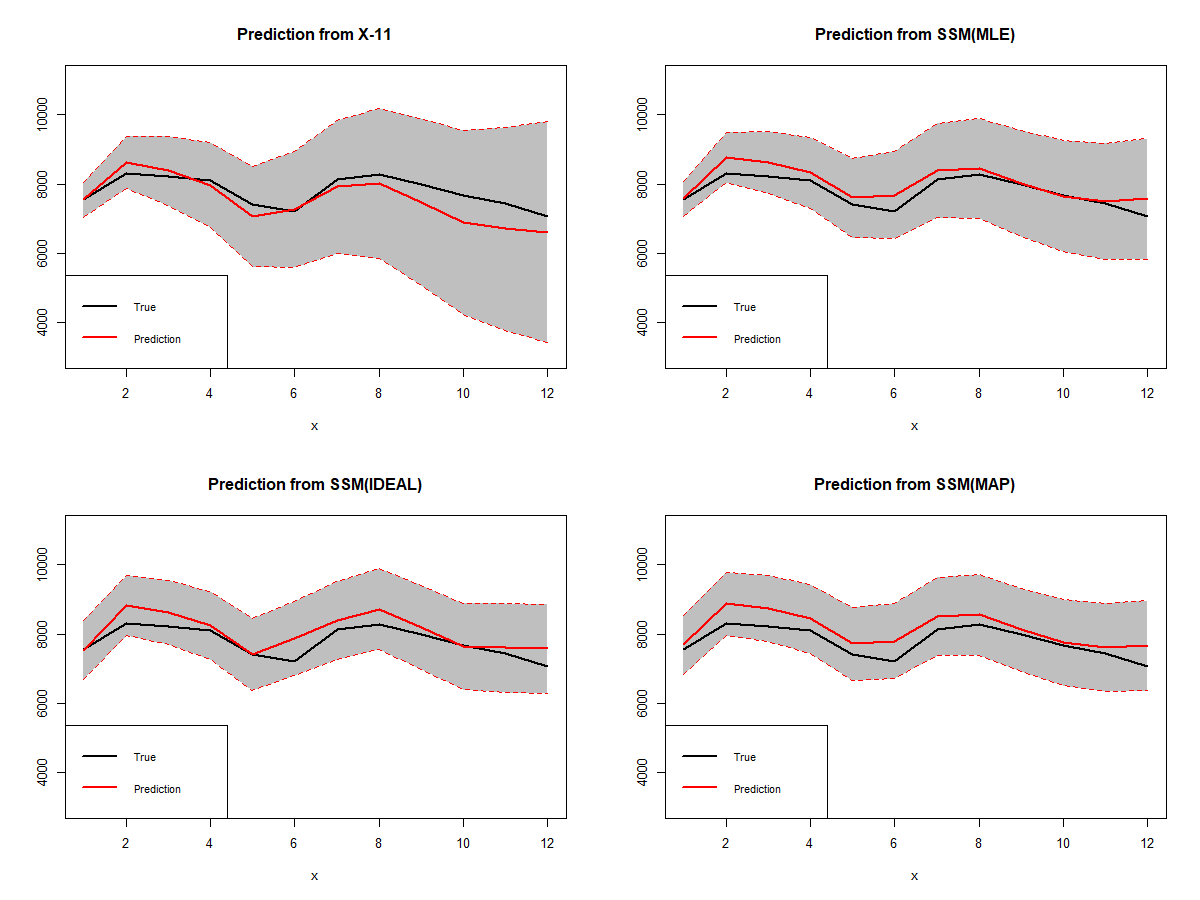 Prediction from X-11
10000
8000
6000
4000
True
Prediction
2 4 6 8 10 12
x
Prediction from SSM(MLE)
10000
8000
6000
4000
True
Prediction
2 4 6 8 10 12
x
Prediction from SSM(IDEAL)
10000
8000
6000
4000
True
Prediction
2 4 6 8 10 12
x
Prediction from SSM(MAP)
10000
8000
6000
4000
True
Prediction
2 4 6 8 10 12
x